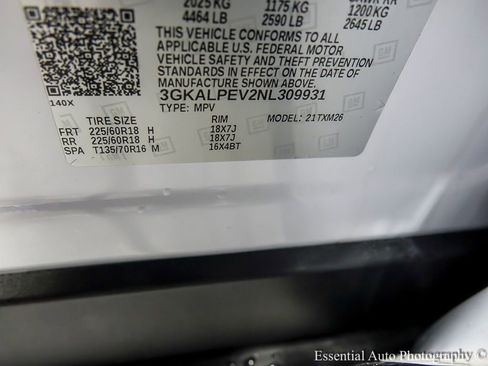 2025 KG 1175 KG 1200 KG
4464 LB 2590 LB 2645 LB
THIS VEHICLE CONFORMS TO ALL
APPLICABLE U.S. FEDERAL MOTOR
VEHICLE SAFETY AND THEFT
PREVENTION STANDARDS IN
EFFECT ON THE DATE OF
MANUFACTURE SHOWN ABOVE.
3GKALPEV2NL309931
140X TYPE: MPV
TIRE SIZE RIM MODEL: 21TXM26
FRT 225/60R18 H 18X7J
RR 225/60R18 H 18X7J
SPA T135/70R16 M 16X4BT
GM
Essential Auto Photography ©